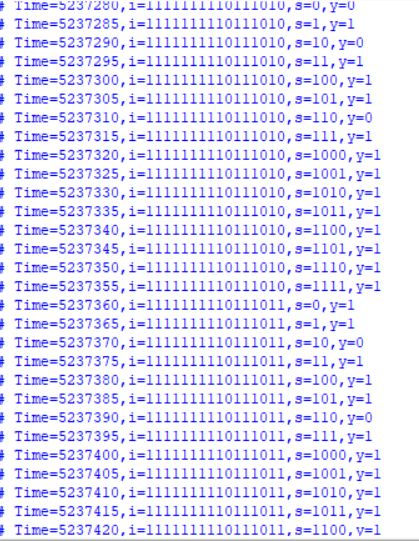 # Time=5237280,i=1111111110111010,s=0,y=0
# Time=5237285,i=1111111110111010,s=1,y=1
# Time=5237290,i=1111111110111010,s=10,y=0
# Time=5237295,i=1111111110111010,s=11,y=1
# Time=5237300,i=1111111110111010,s=100,y=1
# Time=5237305,i=1111111110111010,s=101,y=1
# Time=5237310,i=1111111110111010,s=110,y=0
# Time=5237315,i=1111111110111010,s=111,y=1
# Time=5237320,i=1111111110111010,s=1000,y=1
# Time=5237325,i=1111111110111010,s=1001,y=1
# Time=5237330,i=1111111110111010,s=1010,y=1
# Time=5237335,i=1111111110111010,s=1011,y=1
# Time=5237340,i=1111111110111010,s=1100,y=1
# Time=5237345,i=1111111110111010,s=1101,y=1
# Time=5237350,i=1111111110111010,s=1110,y=1
# Time=5237355,i=1111111110111010,s=1111,y=1
# Time=5237360,i=1111111110111011,s=0,y=1
# Time=5237365,i=1111111110111011,s=1,y=1
# Time=5237370,i=1111111110111011,s=10,y=0
# Time=5237375,i=1111111110111011,s=11,y=1
# Time=5237380,i=1111111110111011,s=100,y=1
# Time=5237385,i=1111111110111011,s=101,y=1
# Time=5237390,i=1111111110111011,s=110,y=0
# Time=5237395,i=1111111110111011,s=111,y=1
# Time=5237400,i=1111111110111011,s=1000,y=1
# Time=5237405,i=1111111110111011,s=1001,y=1
# Time=5237410,i=1111111110111011,s=1010,y=1
# Time=5237415,i=1111111110111011,s=1011,y=1
# Time=5237420,i=1111111110111011,s=1100,y=1